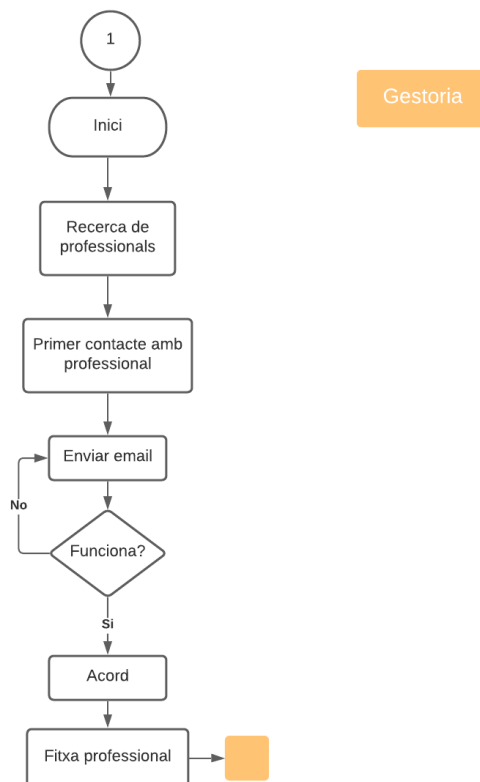 1
Inici
Gestoria
Recerca de
professionals
Primer contacte amb
professional
Enviar email
No
Funciona?
Si
Acord
Fitxa professional